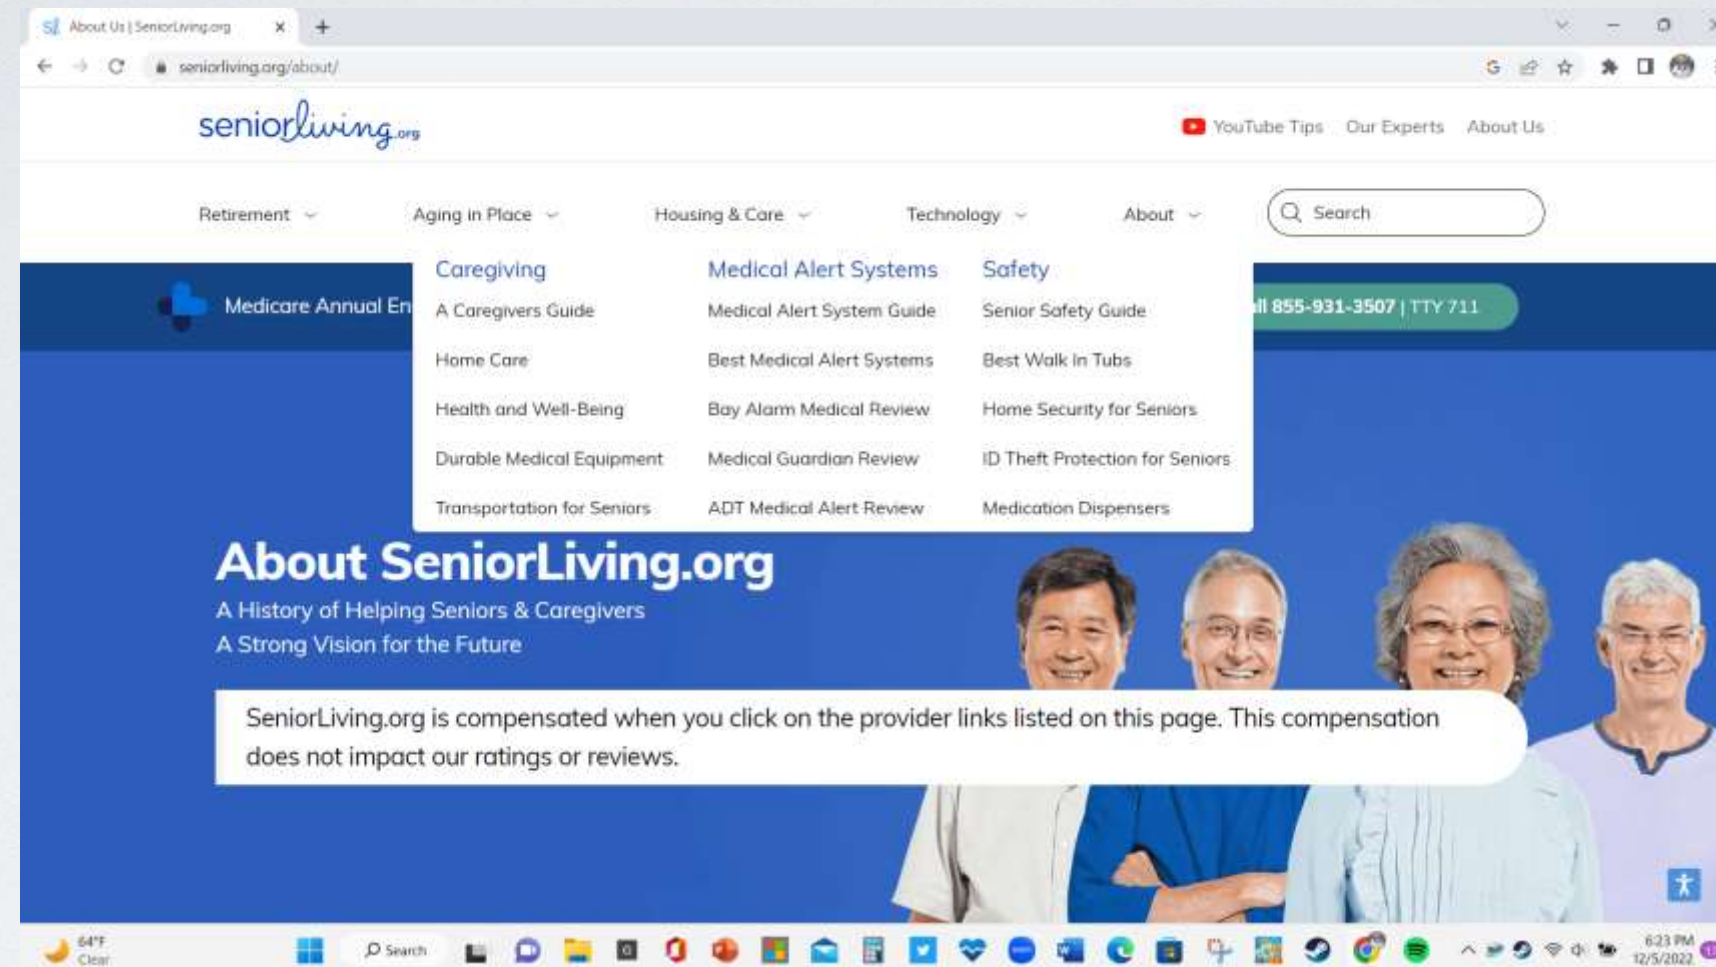 About Us | SeniorLiving.org
seniorliving.org/about/
seniorliving.org
YouTube Tips Our Experts About Us
Retirement Aging in Place Housing & Care Technology About Search
Medicare Annual En
ll 855-931-3507 | TTY 711
Caregiving
A Caregivers Guide
Home Care
Health and Well-Being
Durable Medical Equipment
Transportation for Seniors
Medical Alert Systems
Medical Alert System Guide
Best Medical Alert Systems
Bay Alarm Medical Review
Medical Guardian Review
ADT Medical Alert Review
Safety
Senior Safety Guide
Best Walk In Tubs
Home Security for Seniors
ID Theft Protection for Seniors
Medication Dispensers
About SeniorLiving.org
A History of Helping Seniors & Caregivers
A Strong Vision for the Future
SeniorLiving.org is compensated when you click on the provider links listed on this page. This compensation
does not impact our ratings or reviews.
64°F
Clear
Search
6:23 PM
12/5/2022